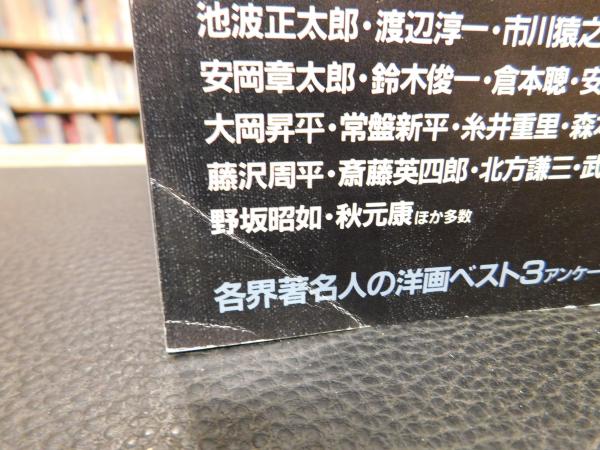 池波正太郎・渡辺淳一・市川猿之
安岡章太郎・鈴木俊一・倉本聰・安
大岡昇平・常盤新平・糸井重里・森
藤沢周平・斎藤英四郎・北方謙三・武
野坂昭如・秋元康 ほか多数
各界著名人の洋画ベスト3アンケー